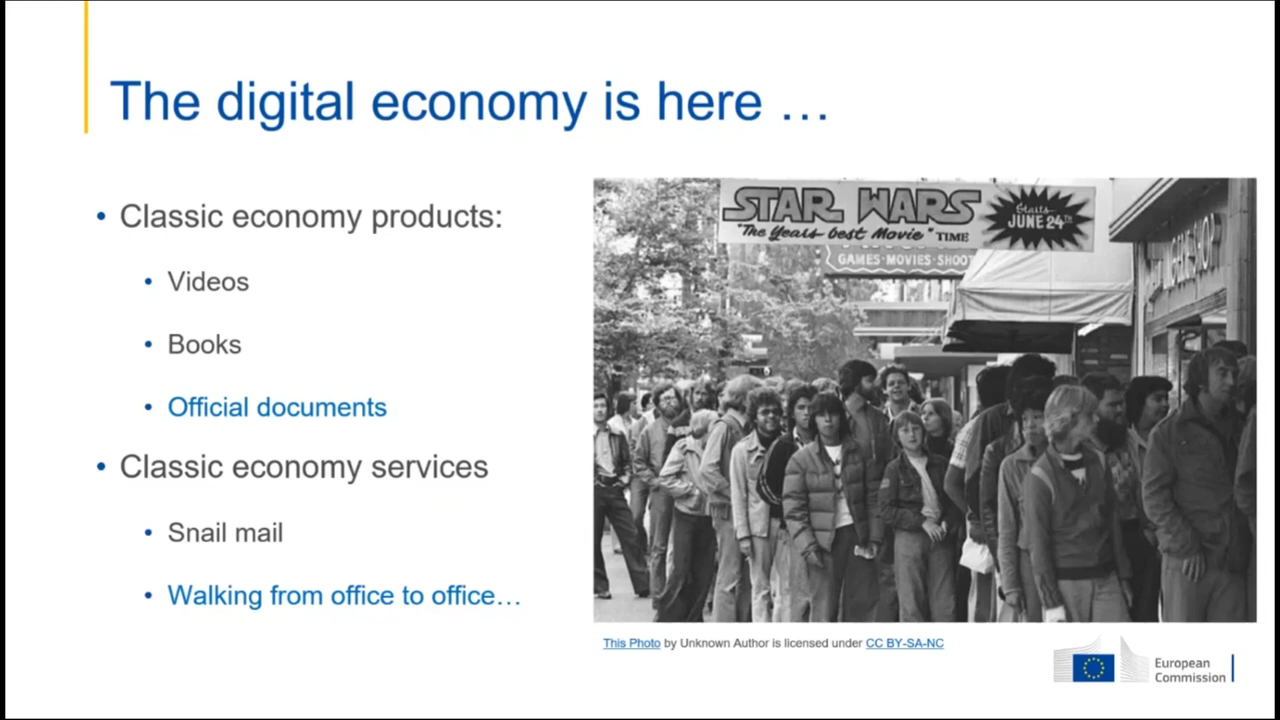 The digital economy is here …
• Classic economy products:
• Videos
• Books
• Official documents
• Classic economy services
• Snail mail
• Walking from office to office…
STAR WARS
"The Years best Movie" TIME
Starts
JUNE 24TH
GAMES·MOVIES·SHOOT
This Photo by Unknown Author is licensed under CC BY-SA-NC
European
Commission